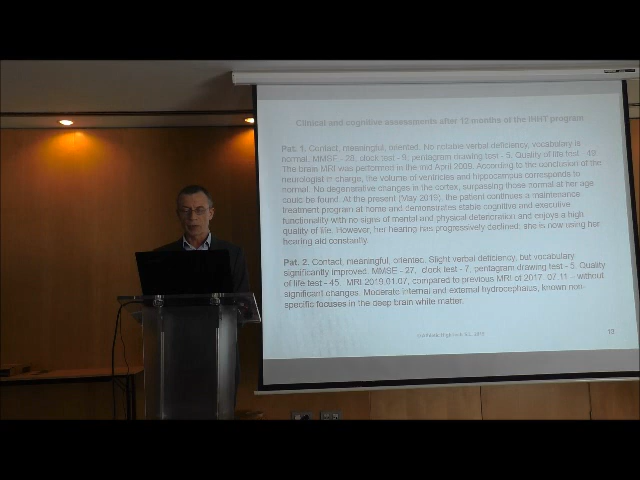 Clinical and cognitive assessments after 12 months of the IHHT program
Pat. 1. Contact, meaningful, oriented. No notable verbal deficiency, vocabulary is
normal. MMSE - 28, clock test - 9, pentagram drawing test - 5, Quality of life trial - 49.
The brain MRI was performed in the mid April 2009. According to the conclusion of the
neurologist in charge, the volume of ventricles and hippocampus corresponds to
normal. No degenerative changes in the cortex, surpassing those normal at her age
could be found. At the present (May 2019), the patient continues a maintenance
treatment program at home and demonstrates stable cognitive and executive
functionality with no signs of mental and physical deterioration and enjoys a high
quality of life. However, her hearing has progressively declined, she is now using her
hearing aid constantly.
Pat. 2. Contact, meaningful, oriented. Slight verbal deficiency, but vocabulary
significantly improved. MMSE - 27, clock test - 7, pentagram drawing test - 5, Quality
of life test - 45. MRI 2019.01.07, compared to previous MRI of 2017. 07.11 – without
significant changes. Moderate internal and external hydrocephalus, known non-
specific focuses in the deep brain white matter.
13